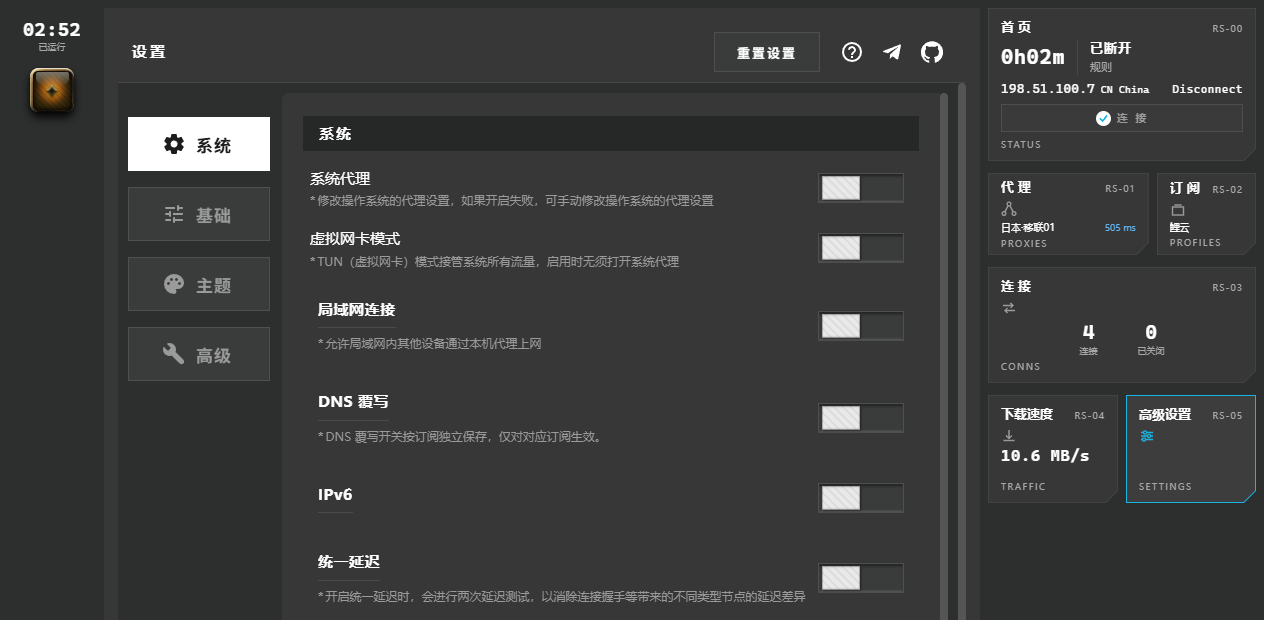 02:52
已运行
设置
重置设置
系统
基础
主题
高级
系统
系统代理
*修改操作系统的代理设置，如果开启失败，可手动修改操作系统的代理设置
虚拟网卡模式
*TUN（虚拟网卡）模式接管系统所有流量，启用时无须打开系统代理
局域网连接
*允许局域网内其他设备通过本机代理上网
DNS 覆写
*DNS 覆写开关按订阅独立保存，仅对对应订阅生效。
IPv6
统一延迟
*开启统一延迟时，会进行两次延迟测试，以消除连接握手等带来的不同类型节点的延迟差异
首页
RS-00
0h02m
已断开
规则
198.51.100.7 CN China
Disconnect
连 接
STATUS
代理
RS-01
日本·移联01
505 ms
PROXIES
订阅
RS-02
鲤云
PROFILES
连接
RS-03
4
连接
0
已关闭
CONNS
下载速度
RS-04
10.6 MB/s
TRAFFIC
高级设置
RS-05
SETTINGS